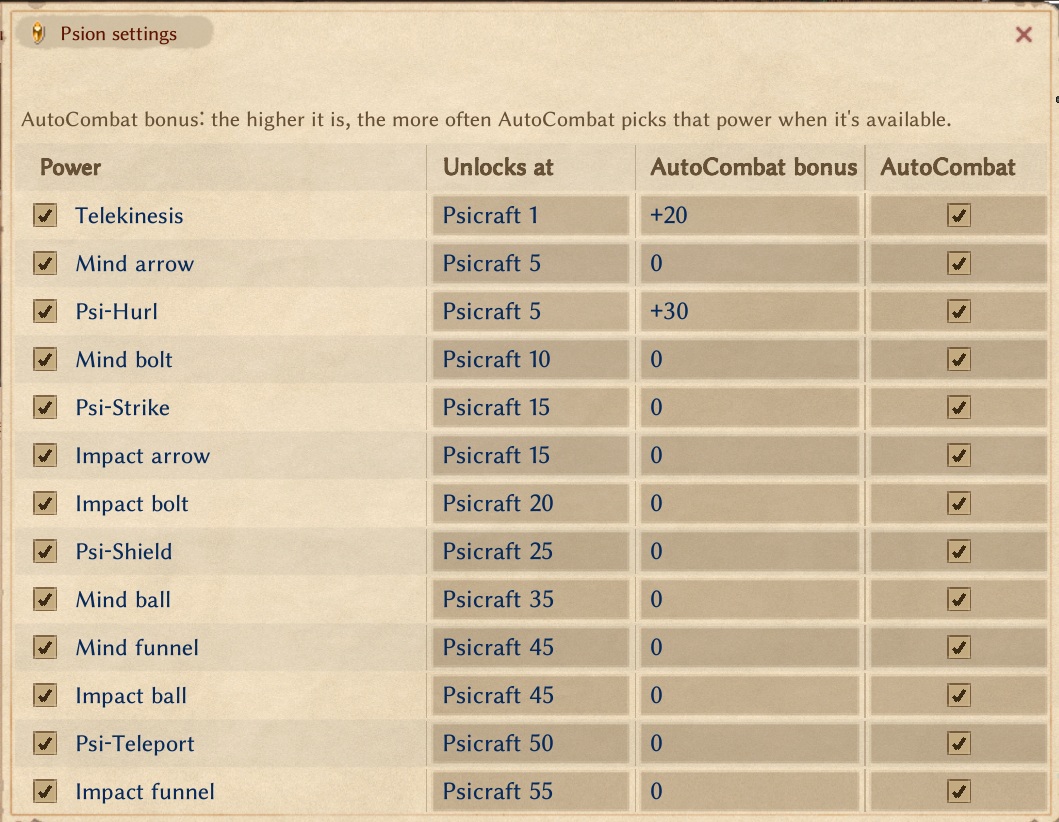 Psion settings
AutoCombat bonus: the higher it is, the more often AutoCombat picks that power when it's available.
Power Unlocks at AutoCombat bonus AutoCombat
Telekinesis Psicraft 1 +20
Mind arrow Psicraft 5 0
Psi-Hurl Psicraft 5 +30
Mind bolt Psicraft 10 0
Psi-Strike Psicraft 15 0
Impact arrow Psicraft 15 0
Impact bolt Psicraft 20 0
Psi-Shield Psicraft 25 0
Mind ball Psicraft 35 0
Mind funnel Psicraft 45 0
Impact ball Psicraft 45 0
Psi-Teleport Psicraft 50 0
Impact funnel Psicraft 55 0